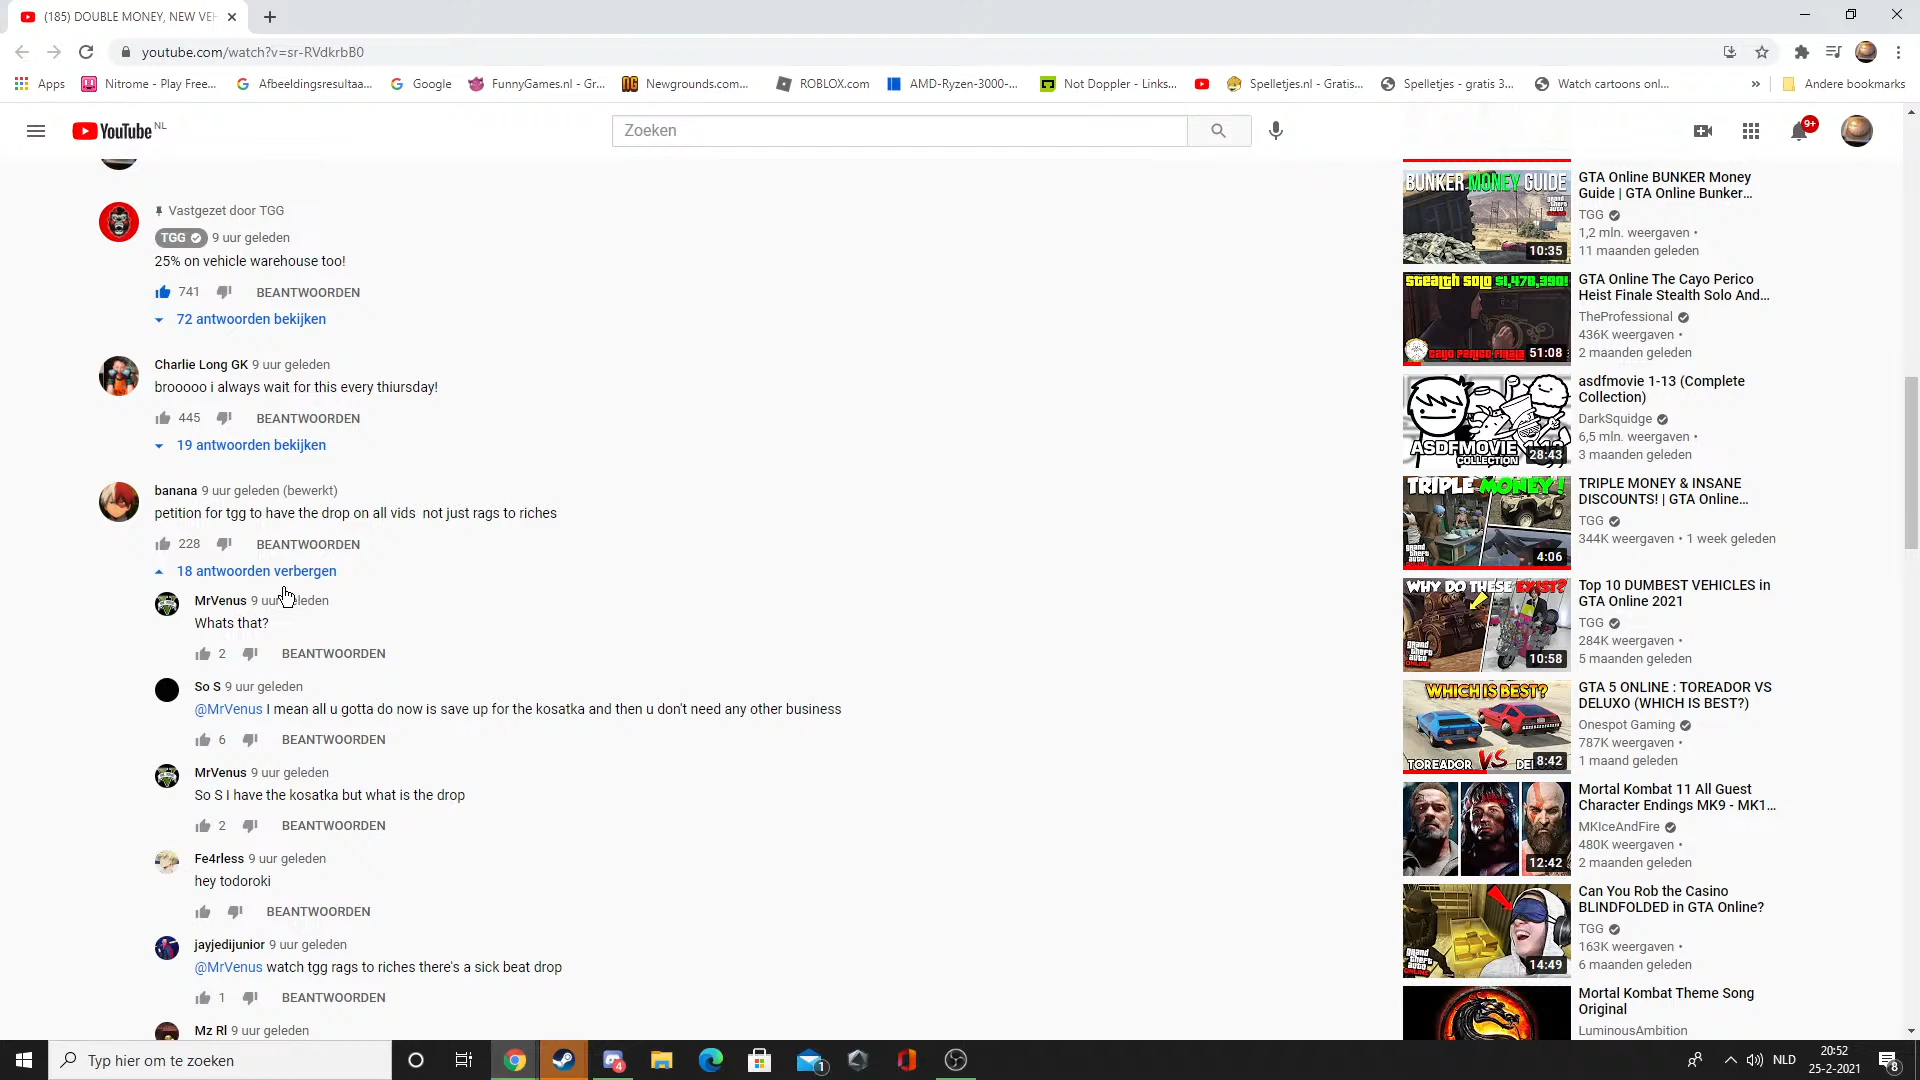 (185) DOUBLE MONEY, NEW VEH
youtube.com/watch?v=sr-RVdkrbB0
Apps
Nitrome - Play Free...
Afbeeldingsresultaa...
Google
FunnyGames.nl - Gr...
Newgrounds.com...
ROBLOX.com
AMD-Ryzen-3000-...
Not Doppler - Links...
Spelletjes.nl - Gratis...
Spelletjes - gratis 3...
Watch cartoons onl...
»
Andere bookmarks
YouTube NL
Zoeken
9+
Vastgezet door TGG
TGG 9 uur geleden
25% on vehicle warehouse too!
741 BEANTWOORDEN
72 antwoorden bekijken
Charlie Long GK 9 uur geleden
brooooo i always wait for this every thiursday!
445 BEANTWOORDEN
19 antwoorden bekijken
banana 9 uur geleden (bewerkt)
petition for tgg to have the drop on all vids not just rags to riches
228 BEANTWOORDEN
18 antwoorden verbergen
MrVenus 9 uur geleden
Whats that?
2 BEANTWOORDEN
So S 9 uur geleden
@MrVenus I mean all u gotta do now is save up for the kosatka and then u don't need any other business
6 BEANTWOORDEN
MrVenus 9 uur geleden
So S I have the kosatka but what is the drop
2 BEANTWOORDEN
Fe4rless 9 uur geleden
hey todoroki
BEANTWOORDEN
jayjedijunior 9 uur geleden
@MrVenus watch tgg rags to riches there's a sick beat drop
1 BEANTWOORDEN
Mz Rl 9 uur geleden
BUNKER MONEY GUIDE
10:35
GTA Online BUNKER Money
Guide | GTA Online Bunker...
TGG
1,2 mln. weergaven •
11 maanden geleden
STEALTH SOLO $1,478,390!
CAYO PERICO FINALE
51:08
GTA Online The Cayo Perico
Heist Finale Stealth Solo And...
TheProfessional
436K weergaven •
2 maanden geleden
ASDFMOVIE 1-13
COLLECTION
28:43
asdfmovie 1-13 (Complete
Collection)
DarkSquidge
6,5 mln. weergaven •
3 maanden geleden
TRIPLE MONEY!
4:06
TRIPLE MONEY & INSANE
DISCOUNTS! | GTA Online...
TGG
344K weergaven • 1 week geleden
WHY DO THESE EXIST?
grand theft auto ONLINE
10:58
Top 10 DUMBEST VEHICLES in
GTA Online 2021
TGG
284K weergaven •
5 maanden geleden
WHICH IS BEST?
TOREADOR VS DE
8:42
GTA 5 ONLINE : TOREADOR VS
DELUXO (WHICH IS BEST?)
Onespot Gaming
787K weergaven •
1 maand geleden
12:42
Mortal Kombat 11 All Guest
Character Endings MK9 - MK1...
MKIceAndFire
480K weergaven •
2 maanden geleden
14:49
Can You Rob the Casino
BLINDFOLDED in GTA Online?
TGG
163K weergaven •
6 maanden geleden
Mortal Kombat Theme Song
Original
LuminousAmbition
Typ hier om te zoeken
4
1
NLD
20:52
25-2-2021
8